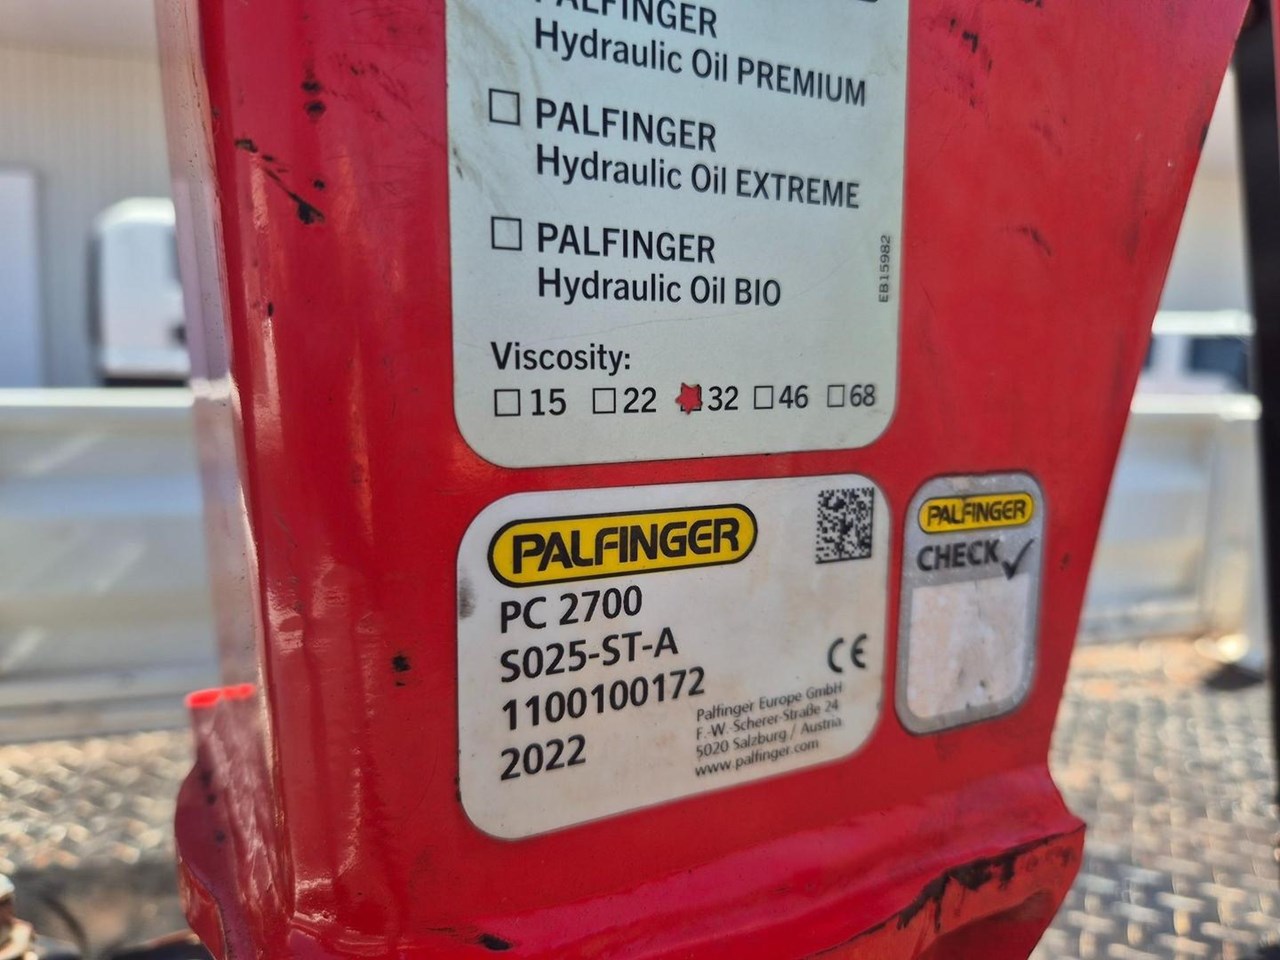 PALFINGER
Hydraulic Oil PREMIUM
PALFINGER
Hydraulic Oil EXTREME
PALFINGER
Hydraulic Oil BIO
EB15982
Viscosity:
15 22 32 46 68
PALFINGER
PC 2700
S025-ST-A
1100100172
2022
CE
Palfinger Europe GmbH
F.-W.-Scherer-Straße 24
5020 Salzburg / Austria
www.palfinger.com
PALFINGER
CHECK